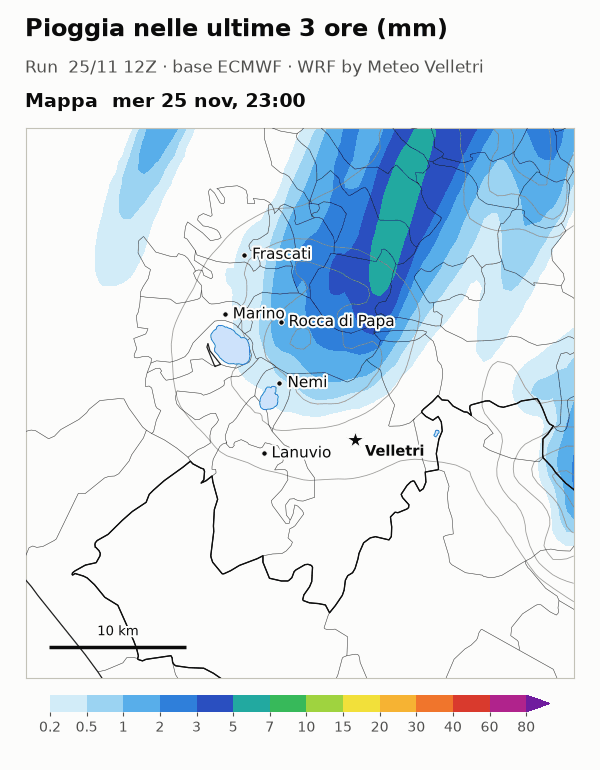 Pioggia nelle ultime 3 ore (mm)
Run  25/11 12Z · base ECMWF · WRF by Meteo Velletri
Mappa  mer 25 nov, 23:00
Frascati
Marino
Rocca di Papa
Nemi
Velletri
Lanuvio
10 km
0.2 0.5 1 2 3 5 7 10 15 20 30 40 60 80